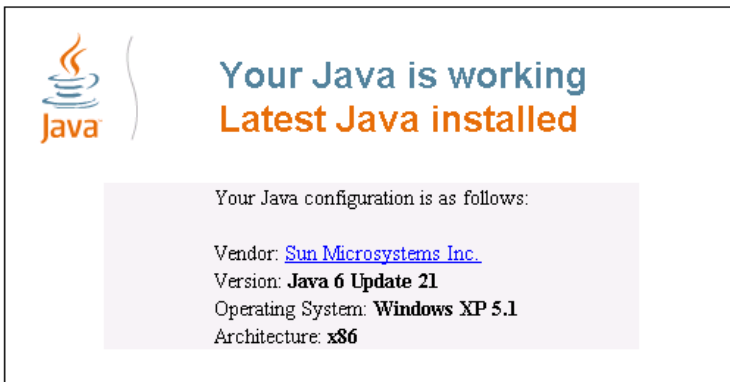 Java
Your Java is working
Latest Java installed
Your Java configuration is as follows:
Vendor: Sun Microsystems Inc.
Version: Java 6 Update 21
Operating System: Windows XP 5.1
Architecture: x86